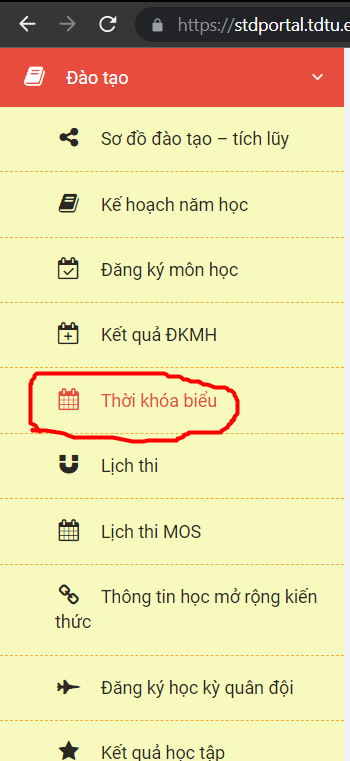 https://stdportal.tdtu.e
Đào tạo
Sơ đồ đào tạo – tích lũy
Kế hoạch năm học
Đăng ký môn học
Kết quả ĐKMH
Thời khóa biểu
Lịch thi
Lịch thi MOS
Thông tin học mở rộng kiến
thức
Đăng ký học kỳ quân đội
Kết quả học tập